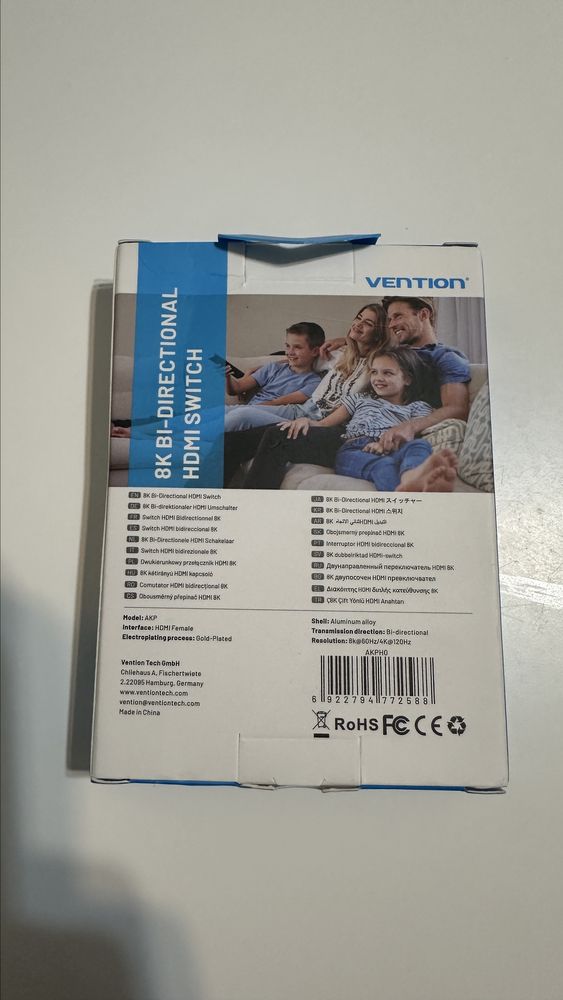 VENTION®
8K BI-DIRECTIONAL
HDMI SWITCH
EN 8K Bi-Directional HDMI Switch
DE 8K Bi-direktionaler HDMI Umschalter
FR Switch HDMI Bidirectionnel 8K
ES Switch HDMI bidireccional 8K
NL 8K Bi-Directionele HDMI Schakelaar
IT Switch HDMI bidirezionale 8K
PL Dwukierunkowy przełącznik HDMI 8K
HU 8K kétirányú HDMI kapcsoló
RO Comutator HDMI bidirecțional 8K
CS Obousměrný přepínač HDMI 8K
JA 8K Bi-Directional HDMI スイッチャー
KR 8K Bi-Directional HDMI 스위치
AR 8K HDMI
SK Obojsmerný prepínač HDMI 8K
PT Interruptor HDMI bidirecional 8K
SV 8K dubbelriktad HDMI-switch
RU Двунаправленный переключатель HDMI 8K
BG 8K двупосочен HDMI превключвател
EL Διακόπτης HDMI διπλής κατεύθυνσης 8K
TR Çift Yönlü HDMI Anahtarı
Model: AKP
Interface: HDMI Female
Electroplating process: Gold-Plated
Shell: Aluminum alloy
Transmission direction: Bi-directional
Resolution: 8k@60Hz/4K@120Hz
Vention Tech GmbH
Chilehaus A, Fischertwiete
2,22095 Hamburg, Germany
www.ventiontech.com
vention@ventiontech.com
Made in China
AKPH0
6 922794 772588
RoHS FC CE